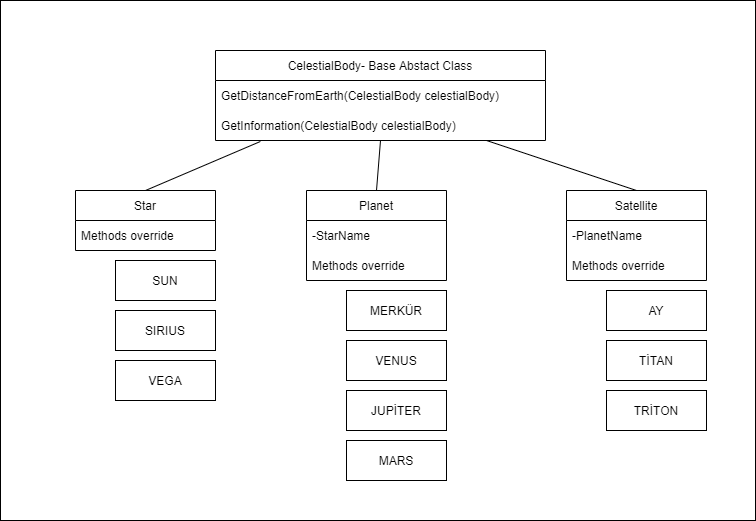 CelestialBody- Base Abstact Class
GetDistanceFromEarth(CelestialBody celestialBody)
GetInformation(CelestialBody celestialBody)
Star
Methods override
SUN
SIRIUS
VEGA
Planet
-StarName
Methods override
MERKÜR
VENUS
JUPİTER
MARS
Satellite
-PlanetName
Methods override
AY
TİTAN
TRİTON